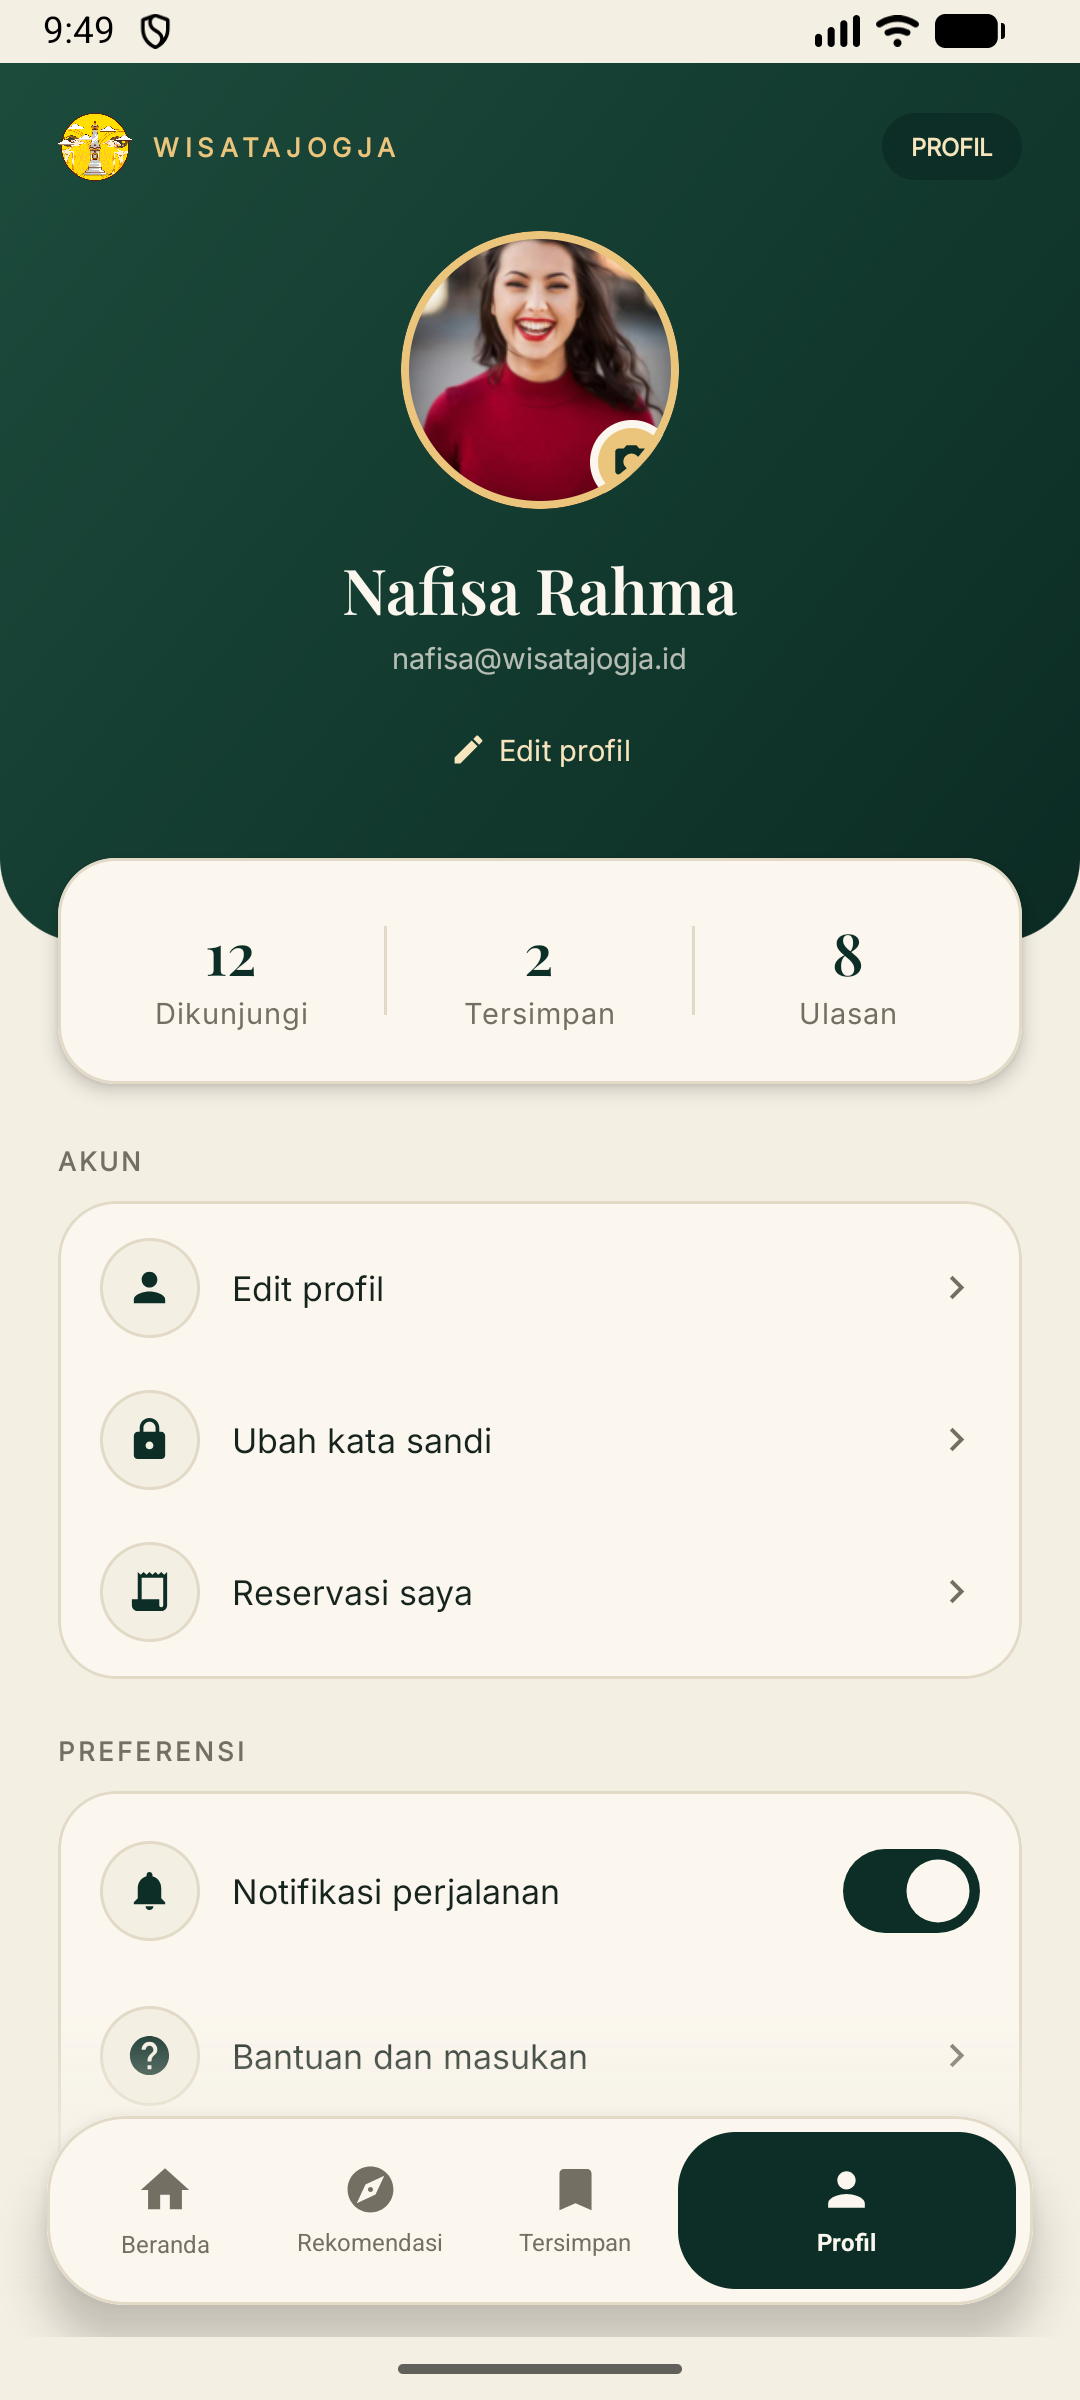 9:49
WISATAJOGJA
PROFIL
Nafisa Rahma
nafisa@wisatajogja.id
Edit profil
12
Dikunjungi
2
Tersimpan
8
Ulasan
AKUN
Edit profil
Ubah kata sandi
Reservasi saya
PREFERENSI
Notifikasi perjalanan
Bantuan dan masukan
Beranda
Rekomendasi
Tersimpan
Profil